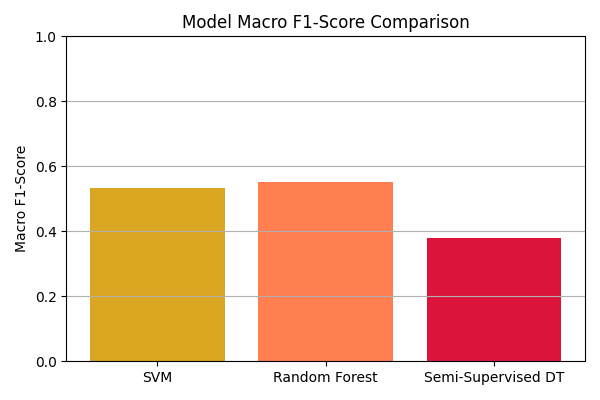 Model Macro F1-Score Comparison
Macro F1-Score
1.0
0.8
0.6
0.4
0.2
0.0
SVM
Random Forest
Semi-Supervised DT